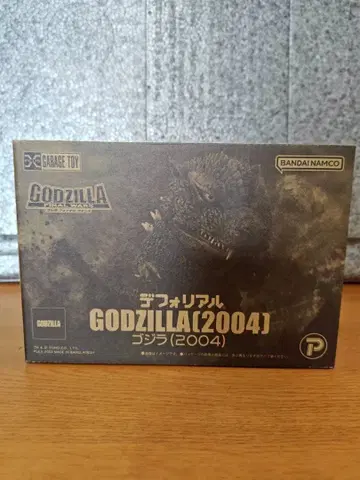 GARAGE TOY
BANDAI NAMCO
GODZILLA
FINAL WARS
デフォリアル
GODZILLA(2004)
ゴジラ(2004)
GODZILLA
P